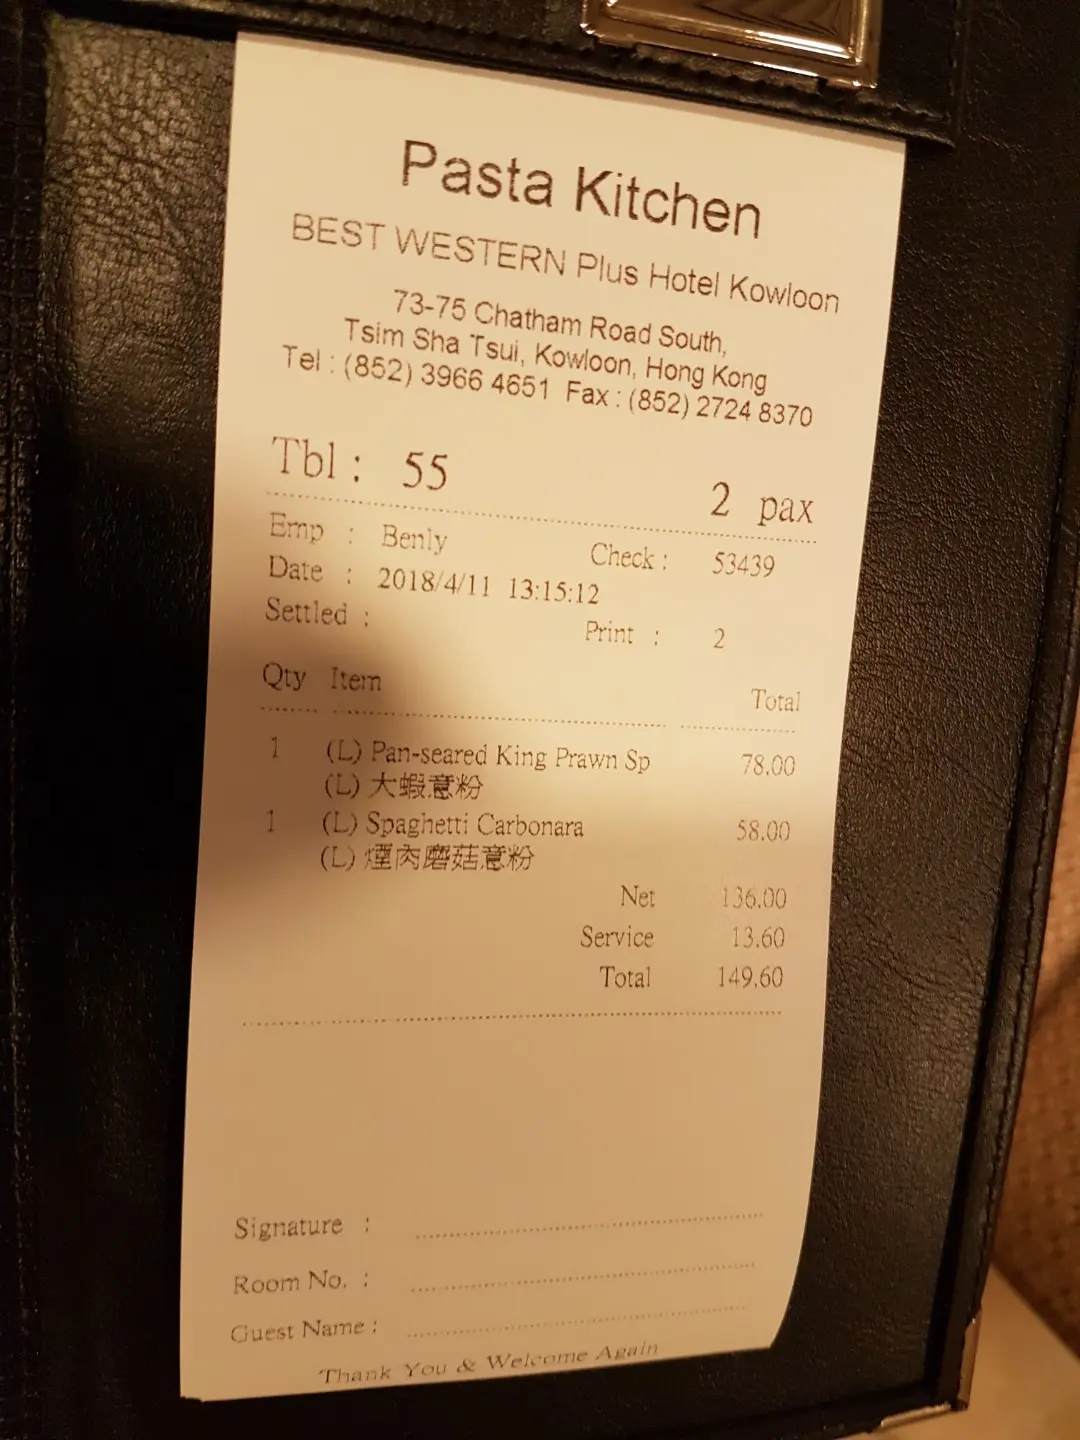 Pasta Kitchen
BEST WESTERN Plus Hotel Kowloon
73-75 Chatham Road South,
Tsim Sha Tsui, Kowloon, Hong Kong
Tel : (852) 3966 4651 Fax : (852) 2724 8370
Tbl : 55 2 pax
Emp : Benly Check : 53439
Date : 2018/4/11 13:15:12
Settled : Print : 2
Qty Item Total
1 (L) Pan-seared King Prawn Sp 78.00
(L) 大蝦意粉
1 (L) Spaghetti Carbonara 58.00
(L) 煙肉磨菇意粉
Net 136.00
Service 13.60
Total 149.60
Signature :
Room No. :
Guest Name :
Thank You & Welcome Again